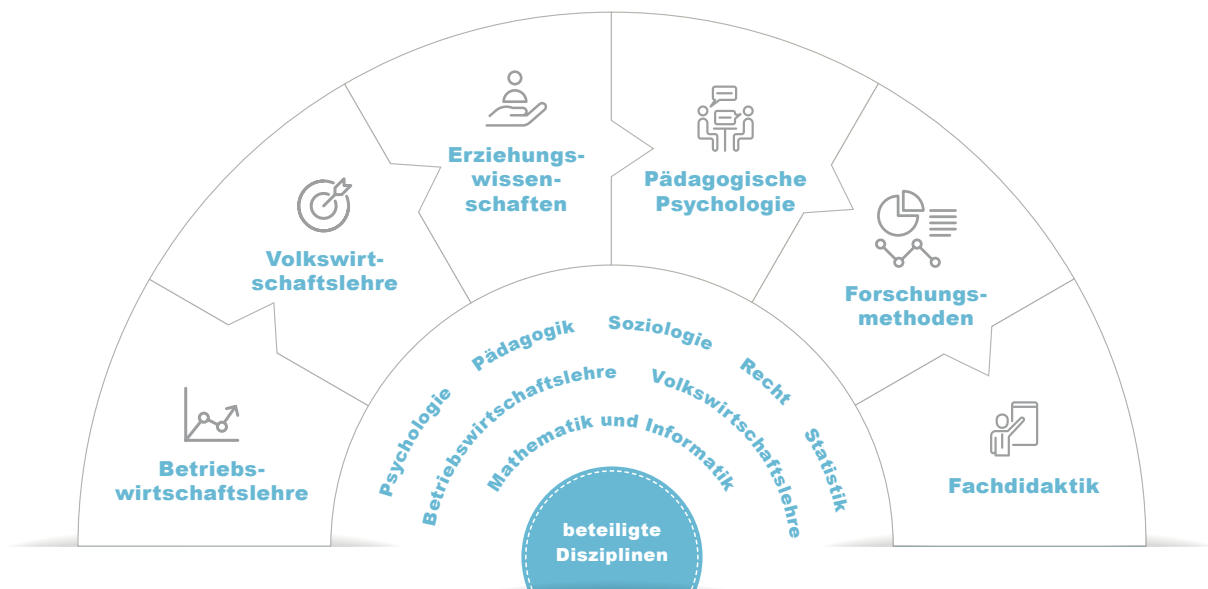 Betriebs-
wirtschaftslehre
Volkswirt-
schaftslehre
Erziehungs-
wissen-
schaften
Pädagogische
Psychologie
Forschungs-
methoden
Fachdidaktik
Psychologie
Pädagogik
Soziologie
Recht
Statistik
Betriebswirtschaftslehre
Volkswirtschaftslehre
Mathematik und Informatik
beteiligte
Disziplinen